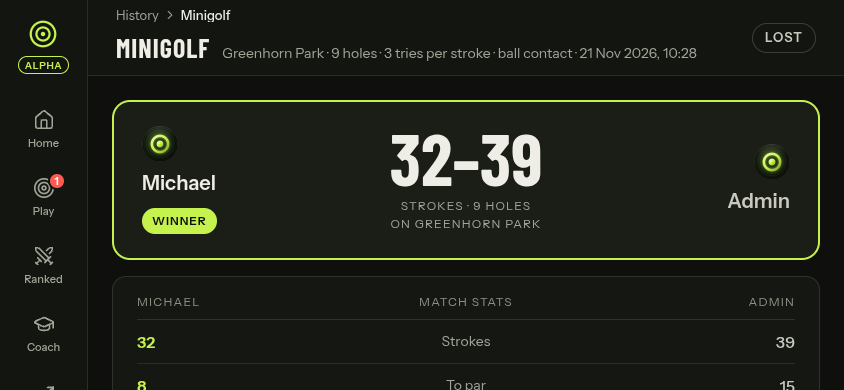 History > Minigolf
MINIGOLF Greenhorn Park · 9 holes · 3 tries per stroke · ball contact · 21 Nov 2026, 10:28
LOST
ALPHA
Home
1
Play
Ranked
Coach
Michael
WINNER
32–39
STROKES · 9 HOLES
ON GREENHORN PARK
Admin
MICHAEL MATCH STATS ADMIN
32 Strokes 39
8 To par 15